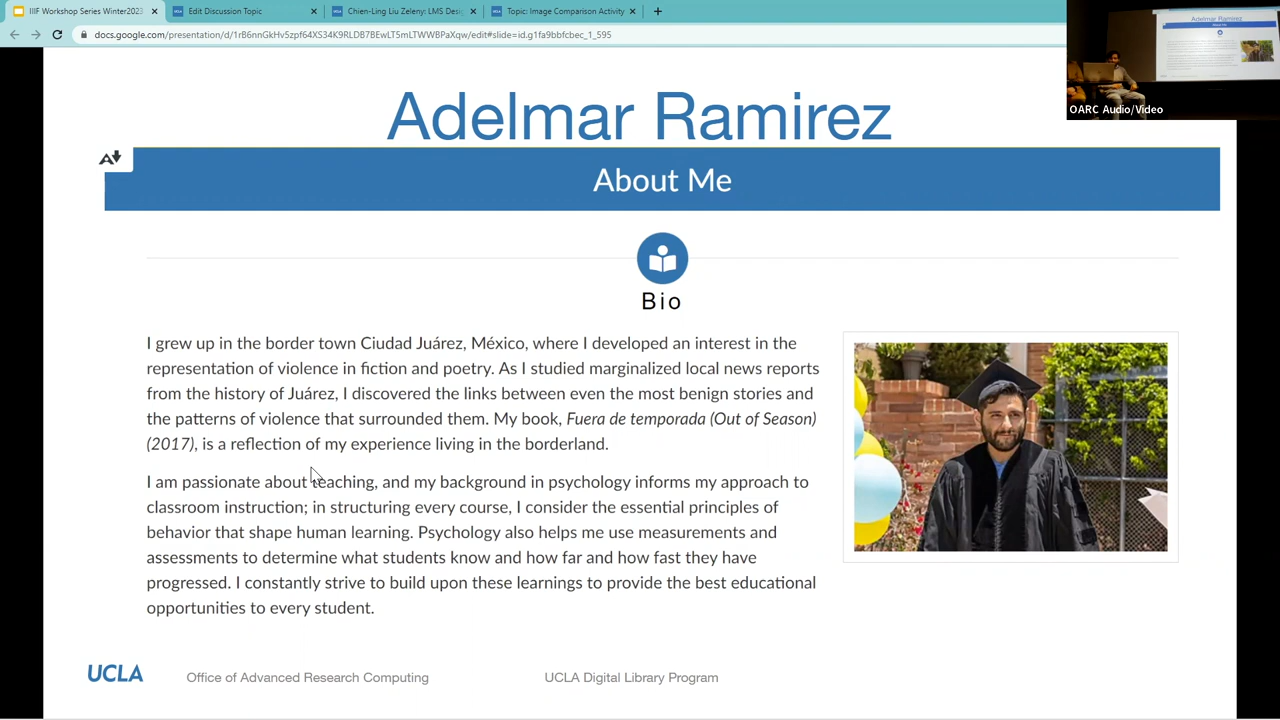 IIIF Workshop Series Winter2023
Edit Discussion Topic
Chien-Ling Liu Zeleny: LMS Des
Topic: Image Comparison Activity
docs.google.com/presentation/d/1rB6nnGkHv5zpf64XS34K9RLDB7BEwLT5mLTWWBPaXqw/edit#slide=id.g1fa9bbfcbec_1_595
OARC Audio/Video
Adelmar Ramirez
About Me
Bio
I grew up in the border town Ciudad Juárez, México, where I developed an interest in the
representation of violence in fiction and poetry. As I studied marginalized local news reports
from the history of Juárez, I discovered the links between even the most benign stories and
the patterns of violence that surrounded them. My book, Fuera de temporada (Out of Season)
(2017), is a reflection of my experience living in the borderland.
I am passionate about teaching, and my background in psychology informs my approach to
classroom instruction; in structuring every course, I consider the essential principles of
behavior that shape human learning. Psychology also helps me use measurements and
assessments to determine what students know and how far and how fast they have
progressed. I constantly strive to build upon these learnings to provide the best educational
opportunities to every student.
UCLA Office of Advanced Research Computing UCLA Digital Library Program